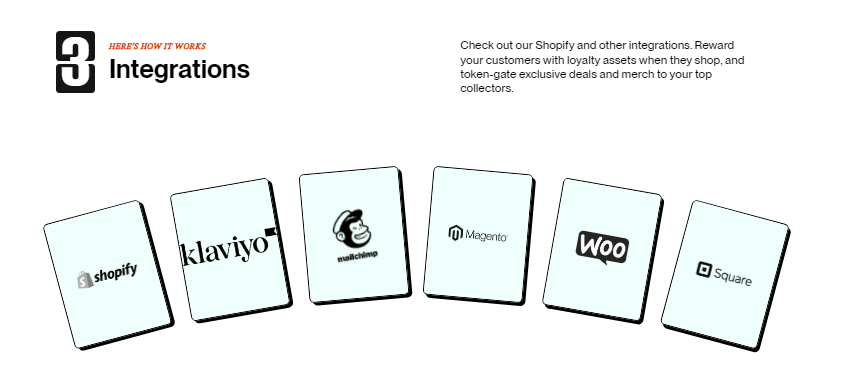 3
HERE'S HOW IT WORKS
Integrations
Check out our Shopify and other integrations. Reward
your customers with loyalty assets when they shop, and
token-gate exclusive deals and merch to your top
collectors.
shopify
klaviyo
mailchimp
Magento
WOO
Square